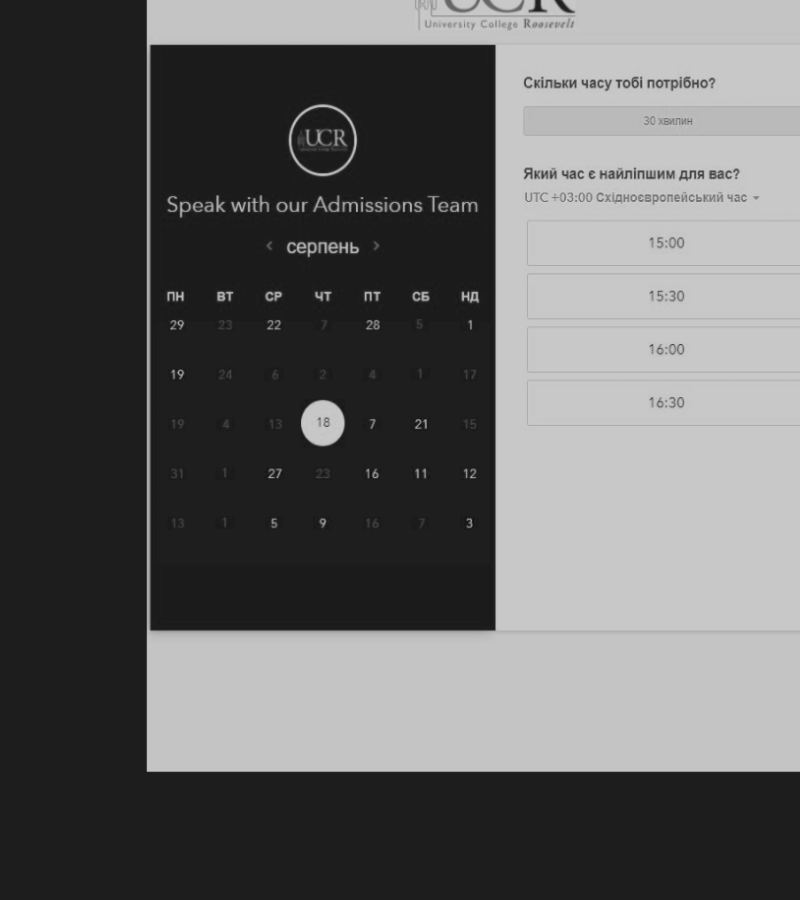 UCR
University College Roosevelt
UCR
Speak with our Admissions Team
серпень
ПН ВТ СР ЧТ ПТ СБ НД
29 23 22 7 28 5 1
19 24 6 2 4 1 17
19 4 13 18 7 21 15
31 1 27 23 16 11 12
13 1 5 9 16 7 3
Скільки часу тобі потрібно?
30 хвилин
Який час є найліпшим для вас?
UTC +03:00 Східноєвропейський час
15:00
15:30
16:00
16:30